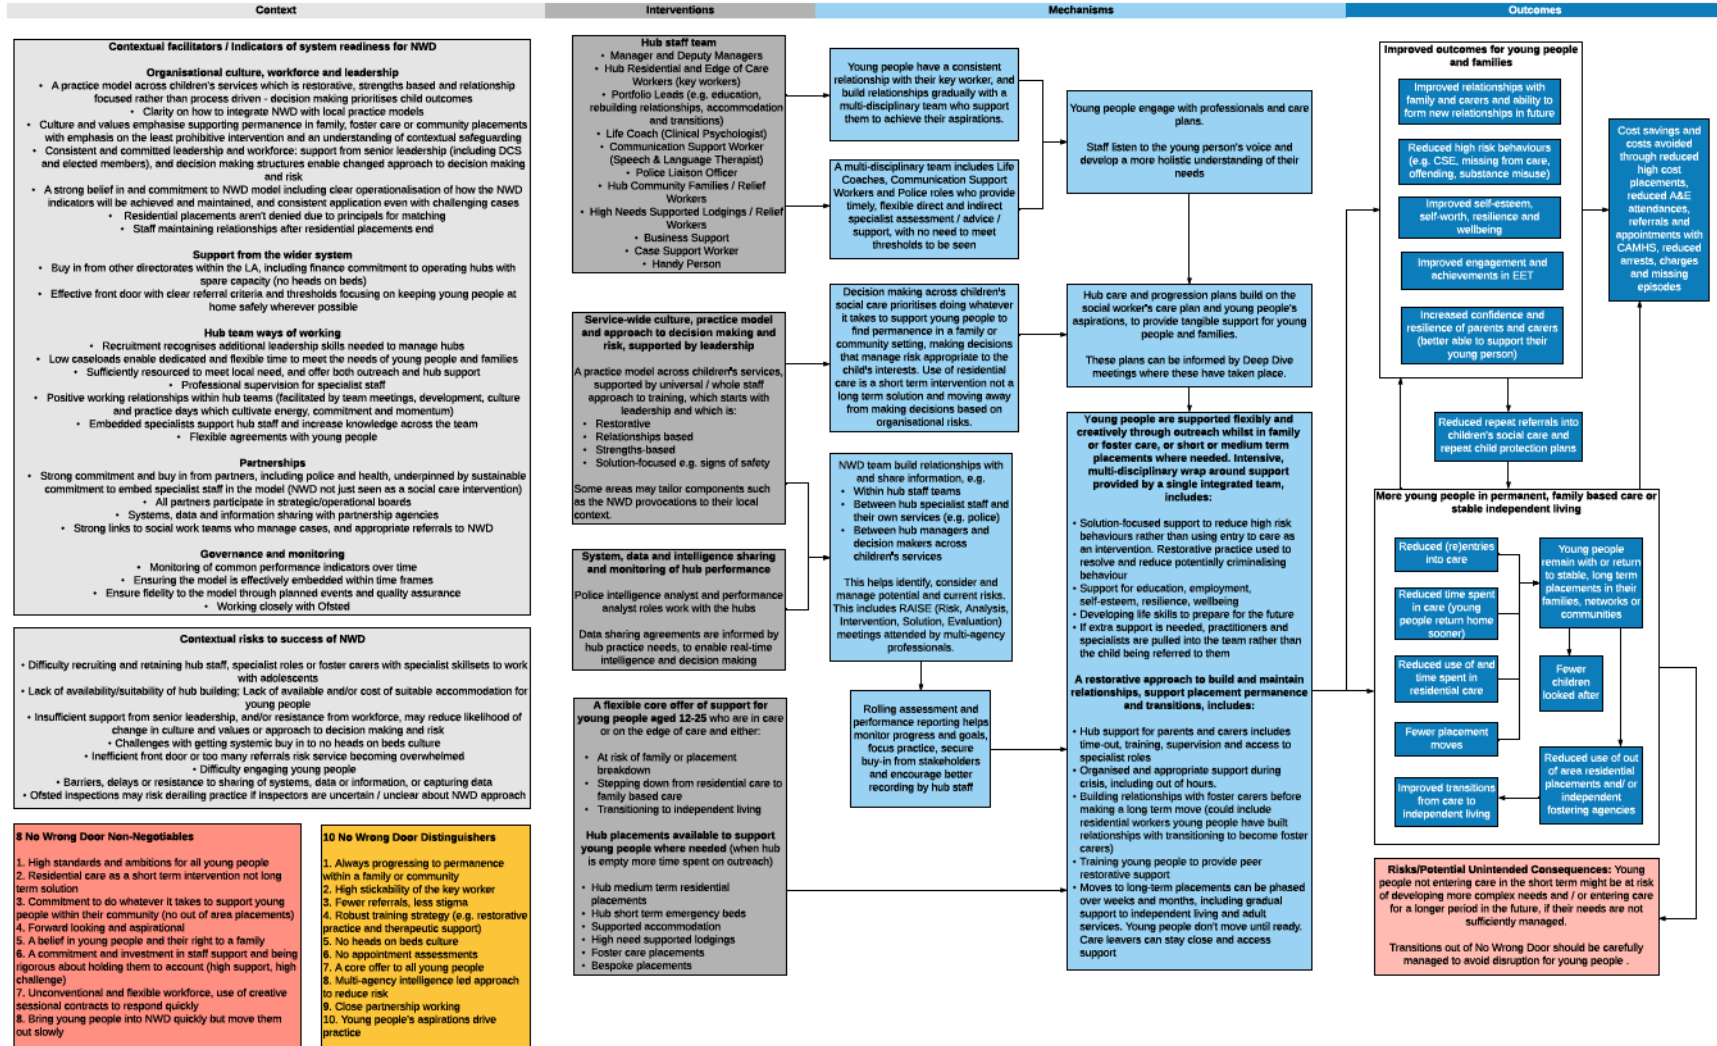 Context
Interventions
Mechanisms
Outcomes
Contextual facilitators / Indicators of system readiness for NWD
Organisational culture, workforce and leadership
• A practice model across children's services which is restorative, strengths based and relationship
focused rather than process driven - decision making prioritises child outcomes
• Clarity on how to integrate NWD with local practice models
• Culture and values emphasise supporting permanence in family, foster care or community placements
with emphasis on the least prohibitive intervention and an understanding of contextual safeguarding
• Consistent and committed leadership and workforce: support from senior leadership (including DCS
and elected members), and decision making structures enable changed approach to decision making
and risk
• A strong belief in and commitment to NWD model including clear operationalisation of how the NWD
indicators will be achieved and maintained, and consistent application even with challenging cases
• Residential placements aren't denied due to principals for matching
• Staff maintaining relationships after residential placements end
Support from the wider system
• Buy in from other directorates within the LA, including finance commitment to operating hubs with
spare capacity (no heads on beds)
• Effective front door with clear referral criteria and thresholds focusing on keeping young people at
home safely wherever possible
Hub team ways of working
• Recruitment recognises additional leadership skills needed to manage hubs
• Low caseloads enable dedicated and flexible time to meet the needs of young people and families
• Sufficiently resourced to meet local need, and offer both outreach and hub support
• Professional supervision for specialist staff
• Positive working relationships within hub teams (facilitated by team meetings, development, culture
and practice days which cultivate energy, commitment and momentum)
• Embedded specialists support hub staff and increase knowledge across the team
• Flexible agreements with young people
Partnerships
• Strong commitment and buy in from partners, including police and health, underpinned by sustainable
commitment to embed specialist staff in the model (NWD not just seen as a social care intervention)
• All partners participate in strategic/operational boards
• Systems, data and information sharing with partnership agencies
• Strong links to social work teams who manage cases, and appropriate referrals to NWD
Governance and monitoring
• Monitoring of common performance indicators over time
• Ensuring the model is effectively embedded within time frames
• Ensure fidelity to the model through planned events and quality assurance
• Working closely with Ofsted
Contextual risks to success of NWD
• Difficulty recruiting and retaining hub staff, specialist roles or foster carers with specialist skillsets to work
with adolescents
• Lack of availability/suitability of hub building; Lack of available and/or cost of suitable accommodation for
young people
• Insufficient support from senior leadership, and/or resistance from workforce, may reduce likelihood of
change in culture and values or approach to decision making and risk
• Challenges with getting systemic buy in to no heads on beds culture
• Inefficient front door or too many referrals risk service becoming overwhelmed
• Difficulty engaging young people
• Barriers, delays or resistance to sharing of systems, data or information, or capturing data
• Ofsted inspections may risk derailing practice if inspectors are uncertain / unclear about NWD approach
8 No Wrong Door Non-Negotiables
1. High standards and ambitions for all young people
2. Residential care as a short term intervention not long
term solution
3. Commitment to do whatever it takes to support young
people within their community (no out of area placements)
4. Forward looking and aspirational
5. A belief in young people and their right to a family
6. A commitment and investment in staff support and being
rigorous about holding them to account (high support, high
challenge)
7. Unconventional and flexible workforce, use of creative
sessional contracts to respond quickly
8. Bring young people into NWD quickly but move them
out slowly
10 No Wrong Door Distinguishers
1. Always progressing to permanence
within a family or community
2. High stickability of the key worker
3. Fewer referrals, less stigma
4. Robust training strategy (e.g. restorative
practice and therapeutic support)
5. No heads on beds culture
6. No appointment assessments
7. A core offer to all young people
8. Multi-agency intelligence led approach
to reduce risk
9. Close partnership working
10. Young people's aspirations drive
practice
Hub staff team
• Manager and Deputy Managers
• Hub Residential and Edge of Care
Workers (key workers)
• Portfolio Leads (e.g. education,
rebuilding relationships, accommodation
and transitions)
• Life Coach (Clinical Psychologist)
• Communication Support Worker
(Speech & Language Therapist)
• Police Liaison Officer
• Hub Community Families / Relief
Workers
• High Needs Supported Lodgings / Relief
Workers
• Business Support
• Case Support Worker
• Handy Person
Service-wide culture, practice model
and approach to decision making and
risk, supported by leadership
A practice model across children's services,
supported by universal / whole staff
approach to training, which starts with
leadership and which is:
• Restorative
• Relationships based
• Strengths-based
• Solution-focused e.g. signs of safety
Some areas may tailor components such
as the NWD provocations to their local
context.
System, data and intelligence sharing
and monitoring of hub performance
Police intelligence analyst and performance
analyst roles work with the hubs
Data sharing agreements are informed by
hub practice needs, to enable real-time
intelligence and decision making
A flexible core offer of support for
young people aged 12-25 who are in care
or on the edge of care and either:
• At risk of family or placement
breakdown
• Stepping down from residential care to
family based care
• Transitioning to independent living
Hub placements available to support
young people where needed (when hub
is empty more time spent on outreach)
• Hub medium term residential
placements
• Hub short term emergency beds
• Supported accommodation
• High need supported lodgings
• Foster care placements
• Bespoke placements
Young people have a consistent
relationship with their key worker, and
build relationships gradually with a
multi-disciplinary team who support
them to achieve their aspirations.
A multi-disciplinary team includes Life
Coaches, Communication Support
Workers and Police roles who provide
timely, flexible direct and indirect
specialist assessment / advice /
support, with no need to meet
thresholds to be seen
Decision making across children's
social care prioritises doing whatever
it takes to support young people to
find permanence in a family or
community setting, making decisions
that manage risk appropriate to the
child's interests. Use of residential
care is a short term intervention not a
long term solution and moving away
from making decisions based on
organisational risks.
NWD team build relationships with
and share information, e.g.
• Within hub staff teams
• Between hub specialist staff and
their own services (e.g. police)
• Between hub managers and
decision makers across
children's services
This helps identify, consider and
manage potential and current risks.
This includes RAISE (Risk, Analysis,
Intervention, Solution, Evaluation)
meetings attended by multi-agency
professionals.
Rolling assessment and
performance reporting helps
monitor progress and goals,
focus practice, secure
buy-in from stakeholders
and encourage better
recording by hub staff
Young people engage with professionals and care
plans.
Staff listen to the young person's voice and
develop a more holistic understanding of their
needs
Hub care and progression plans build on the
social worker's care plan and young people's
aspirations, to provide tangible support for young
people and families.
These plans can be informed by Deep Dive
meetings where these have taken place.
Young people are supported flexibly and
creatively through outreach whilst in family
or foster care, or short or medium term
placements where needed. Intensive,
multi-disciplinary wrap around support
provided by a single integrated team,
includes:
• Solution-focused support to reduce high risk
behaviours rather than using entry to care as
an intervention. Restorative practice used to
resolve and reduce potentially criminalising
behaviour
• Support for education, employment,
self-esteem, resilience, wellbeing
• Developing life skills to prepare for the future
• If extra support is needed, practitioners and
specialists are pulled into the team rather than
the child being referred to them
A restorative approach to build and maintain
relationships, support placement permanence
and transitions, includes:
• Hub support for parents and carers includes
time-out, training, supervision and access to
specialist roles
• Organised and appropriate support during
crisis, including out of hours.
• Building relationships with foster carers before
making a long term move (could include
residential workers young people have built
relationships with transitioning to become foster
carers)
• Training young people to provide peer
restorative support
• Moves to long-term placements can be phased
over weeks and months, including gradual
support to independent living and adult
services. Young people don't move until ready.
Care leavers can stay close and access
support
Improved outcomes for young people
and families
Improved relationships with
family and carers and ability to
form new relationships in future
Reduced high risk behaviours
(e.g. CSE, missing from care,
offending, substance misuse)
Improved self-esteem,
self-worth, resilience and
wellbeing
Improved engagement and
achievements in EET
Increased confidence and
resilience of parents and carers
(better able to support their
young person)
Cost savings and
costs avoided
through reduced
high cost
placements,
reduced A&E
attendances,
referrals and
appointments with
CAMHS, reduced
arrests, charges
and missing
episodes
Reduced repeat referrals into
children's social care and
repeat child protection plans
More young people in permanent, family based care or
stable independent living
Reduced (re)entries
into care
Reduced time spent
in care (young
people return home
sooner)
Reduced use of and
time spent in
residential care
Fewer placement
moves
Improved transitions
from care to
independent living
Young people
remain with or return
to stable, long term
placements in their
families, networks or
communities
Fewer
children
looked after
Reduced use of out
of area residential
placements and/ or
independent
fostering agencies
Risks/Potential Unintended Consequences: Young
people not entering care in the short term might be at risk
of developing more complex needs and / or entering care
for a longer period in the future, if their needs are not
sufficiently managed.
Transitions out of No Wrong Door should be carefully
managed to avoid disruption for young people .